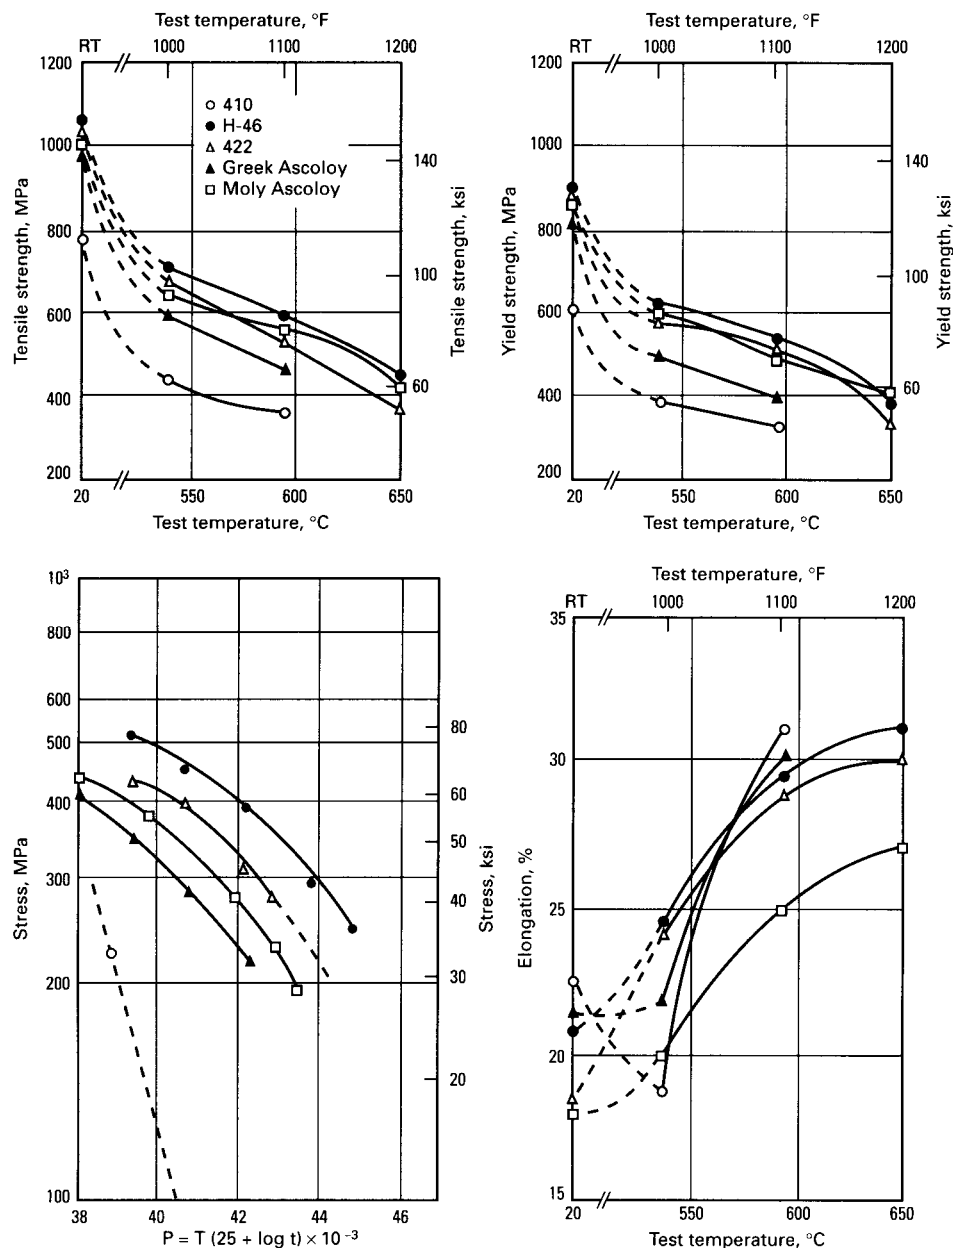 Test temperature, °F
RT 1000 1100 1200
1200
1000
800
600
400
200
Tensile strength, MPa
410
H-46
422
Greek Ascoloy
Moly Ascoloy
140
100
60
Tensile strength, ksi
20 550 600 650
Test temperature, °C
Test temperature, °F
RT 1000 1100 1200
1200
1000
800
600
400
200
Yield strength, MPa
140
100
60
Yield strength, ksi
20 550 600 650
Test temperature, °C
10³
800
600
500
400
300
200
100
Stress, MPa
80
60
50
40
30
20
Stress, ksi
38 40 42 44 46
P = T (25 + log t) × 10⁻³
Test temperature, °F
RT 1000 1100 1200
35
30
25
20
15
Elongation, %
20 550 600 650
Test temperature, °C